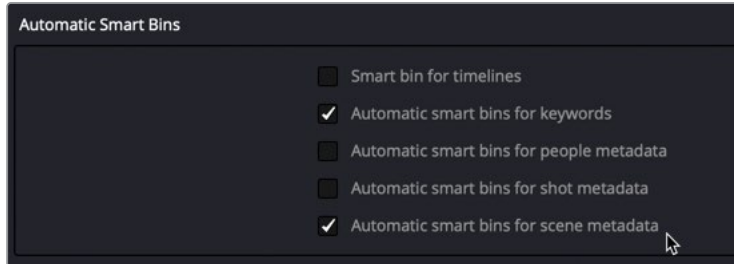 Automatic Smart Bins
Smart bin for timelines
Automatic smart bins for keywords
Automatic smart bins for people metadata
Automatic smart bins for shot metadata
Automatic smart bins for scene metadata